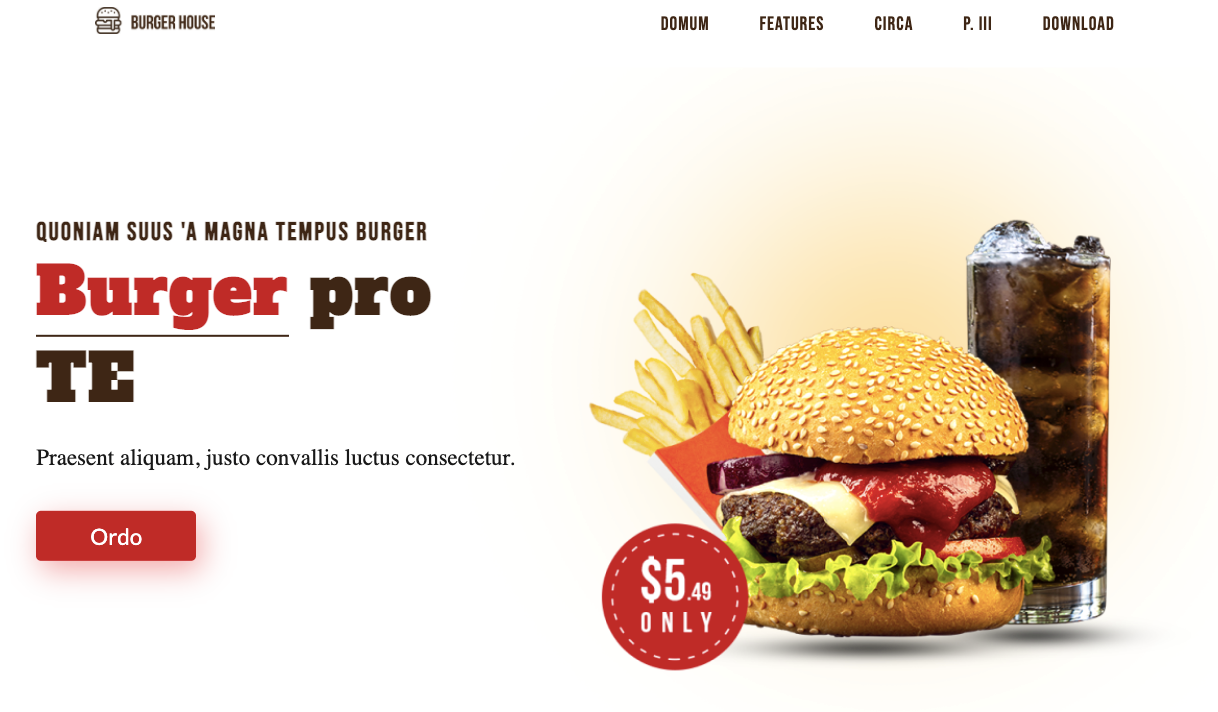 BURGER HOUSE
DOMUM FEATURES CIRCA P. III DOWNLOAD
QUONIAM SUUS 'A MAGNA TEMPUS BURGER
Burger pro
TE
Praesent aliquam, justo convallis luctus consectetur.
Ordo
$5.49
ONLY